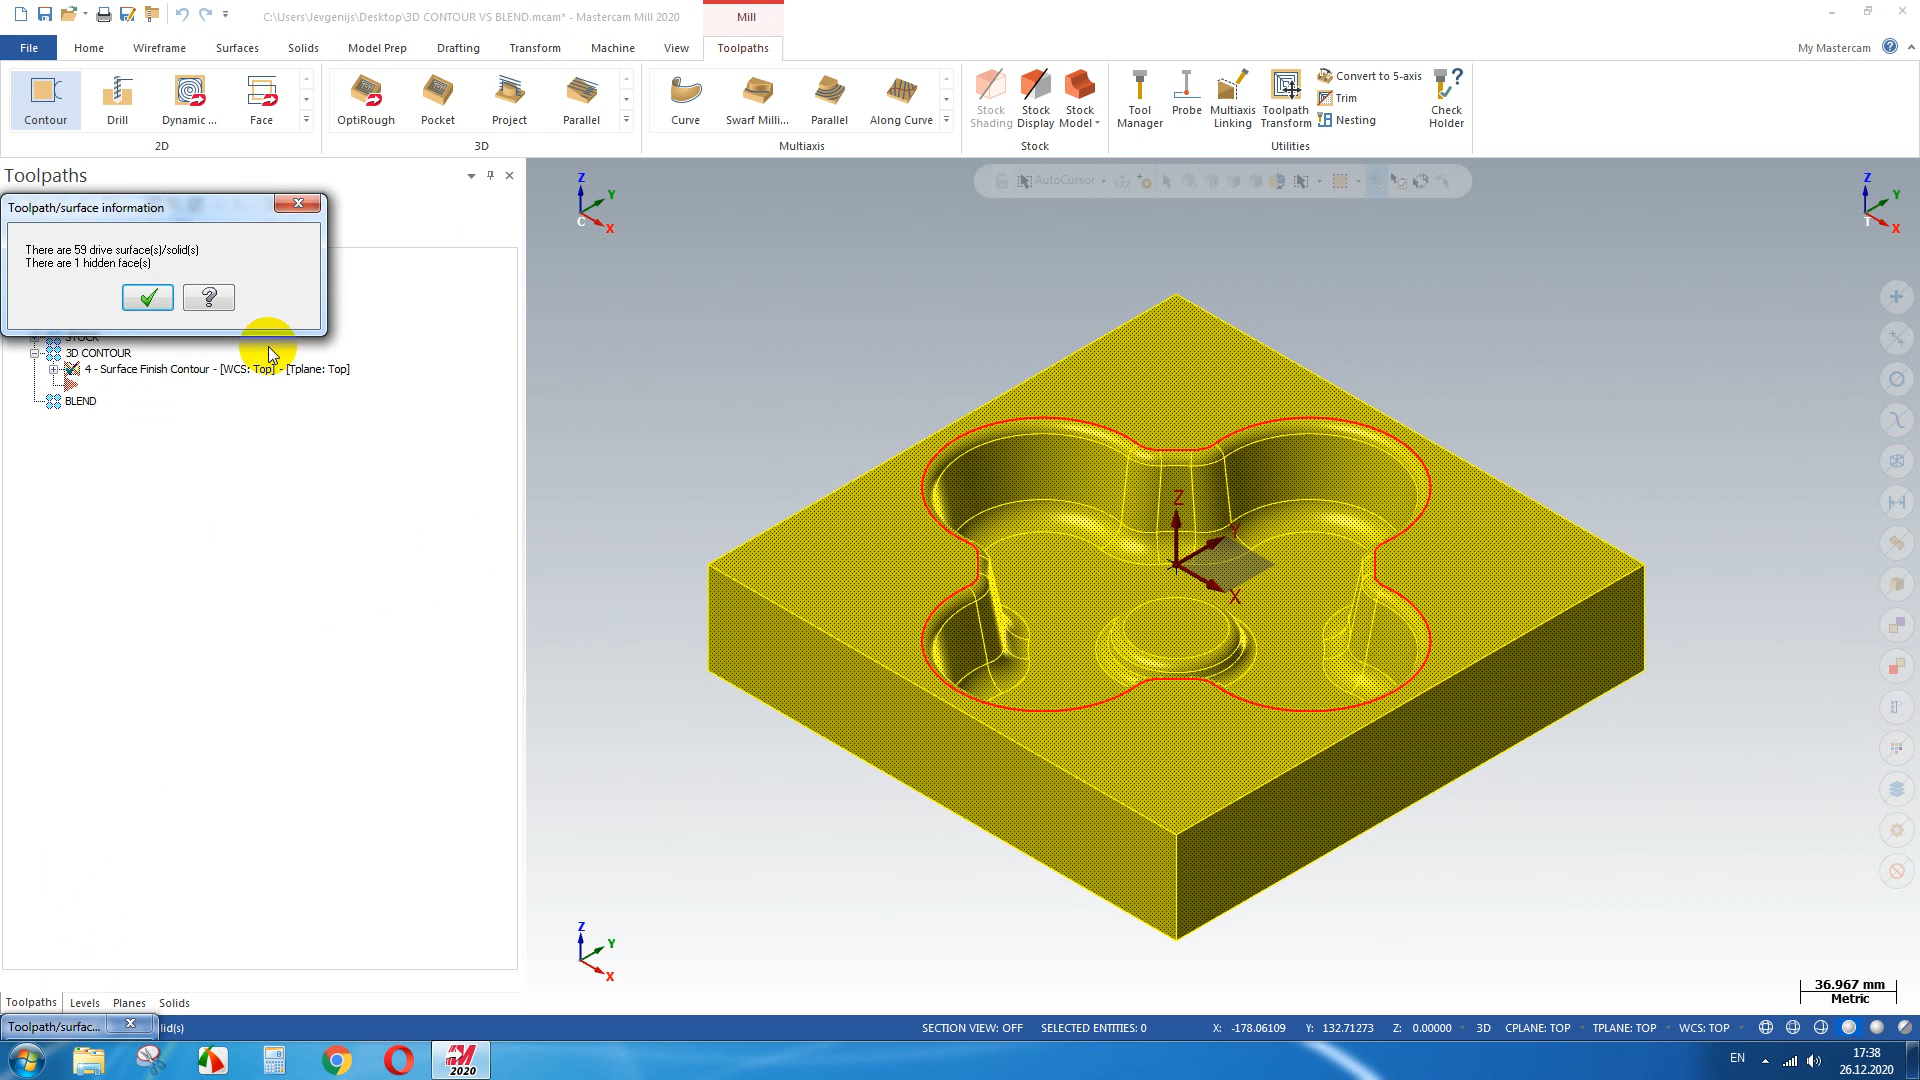 C:\Users\Jevgenijs\Desktop\3D CONTOUR VS BLEND.mcam* - Mastercam Mill 2020
Mill
File Home Wireframe Surfaces Solids Model Prep Drafting Transform Machine View Toolpaths
My Mastercam
Contour Drill Dynamic ... Face
2D
OptiRough Pocket Project Parallel
3D
Curve Swarf Milli... Parallel Along Curve
Multiaxis
Stock Shading Stock Display Stock Model
Stock
Tool Manager Probe Multiaxis Linking Toolpath Transform
Convert to 5-axis
Trim
Nesting
Check Holder
Utilities
Toolpaths
AutoCursor
Toolpath/surface information
There are 59 drive surface(s)/solid(s)
There are 1 hidden face(s)
STOCK
3D CONTOUR
4 - Surface Finish Contour - [WCS: Top] - [Tplane: Top]
BLEND
Z
Y
X
C
Z
Y
X
T
Z
Y
X
Z
Y
X
36.967 mm
Metric
Toolpaths Levels Planes Solids
Toolpath/surfac... lid(s)
SECTION VIEW: OFF SELECTED ENTITIES: 0 X: -178.06109 Y: 132.71273 Z: 0.00000 3D CPLANE: TOP TPLANE: TOP WCS: TOP
2020
EN
17:38
26.12.2020